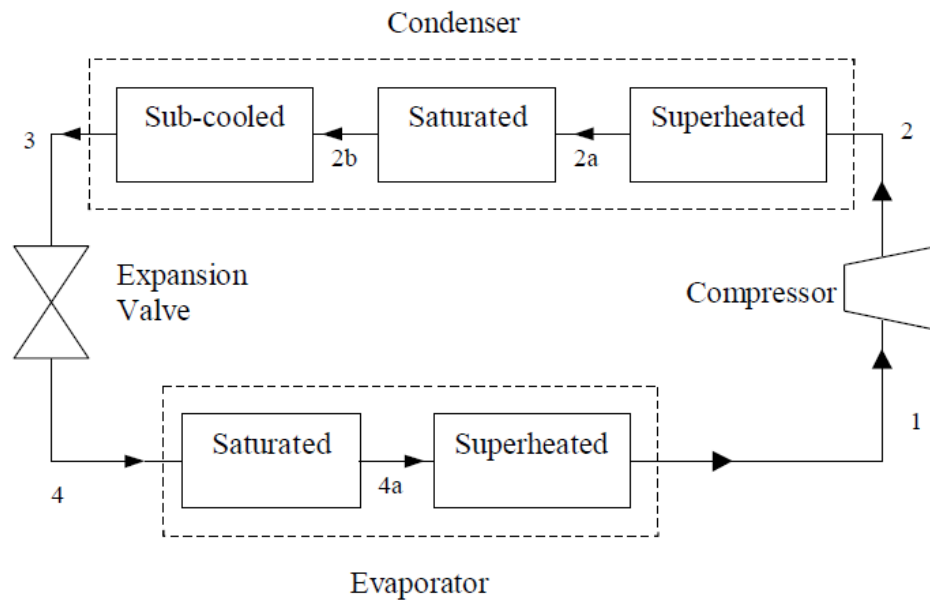 Condenser
Sub-cooled
Saturated
Superheated
3
2b
2a
2
Expansion
Valve
Compressor
Saturated
Superheated
1
4
4a
Evaporator